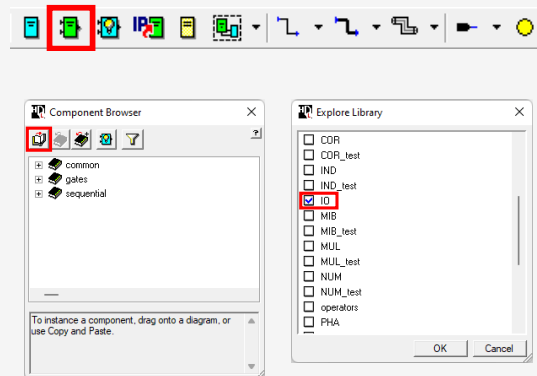 IP
Component Browser
?
common
gates
sequential
To instance a component, drag onto a diagram, or
use Copy and Paste.
Explore Library
COR
COR_test
IND
IND_test
IO
MIB
MIB_test
MUL
MUL_test
NUM
NUM_test
operators
PHA
OK Cancel